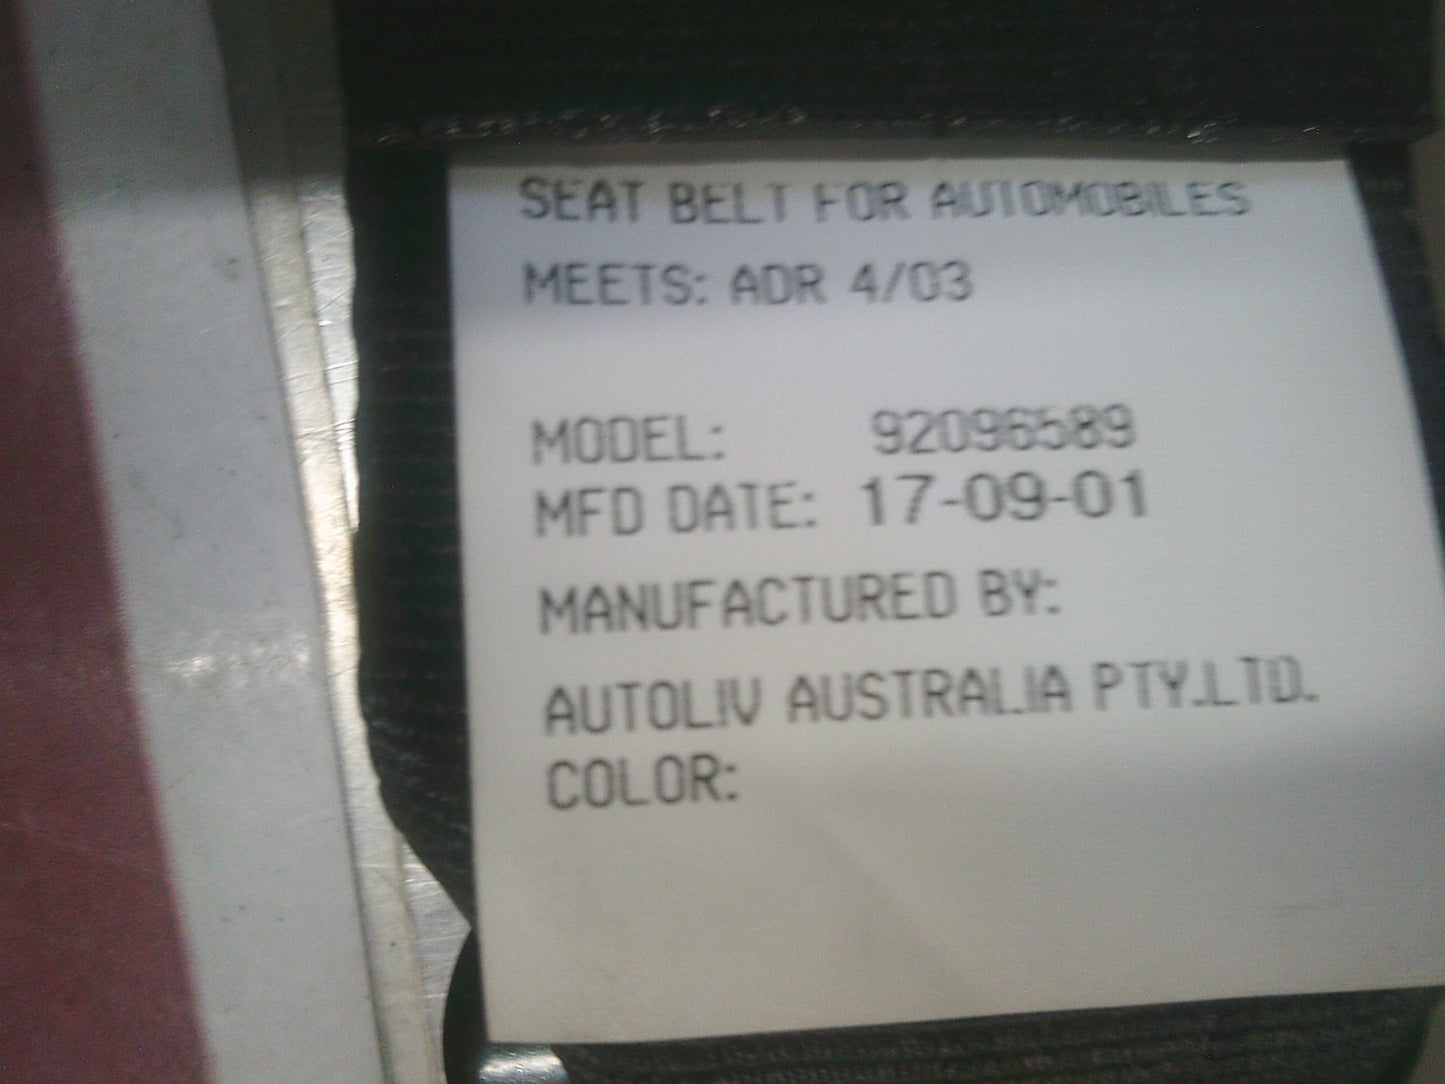 SEAT BELT FOR AUTOMOBILES
MEETS: ADR 4/03
MODEL: 92096589
MFD DATE: 17-09-01
MANUFACTURED BY:
AUTOLIV AUSTRALIA PTY.LTD.
COLOR: